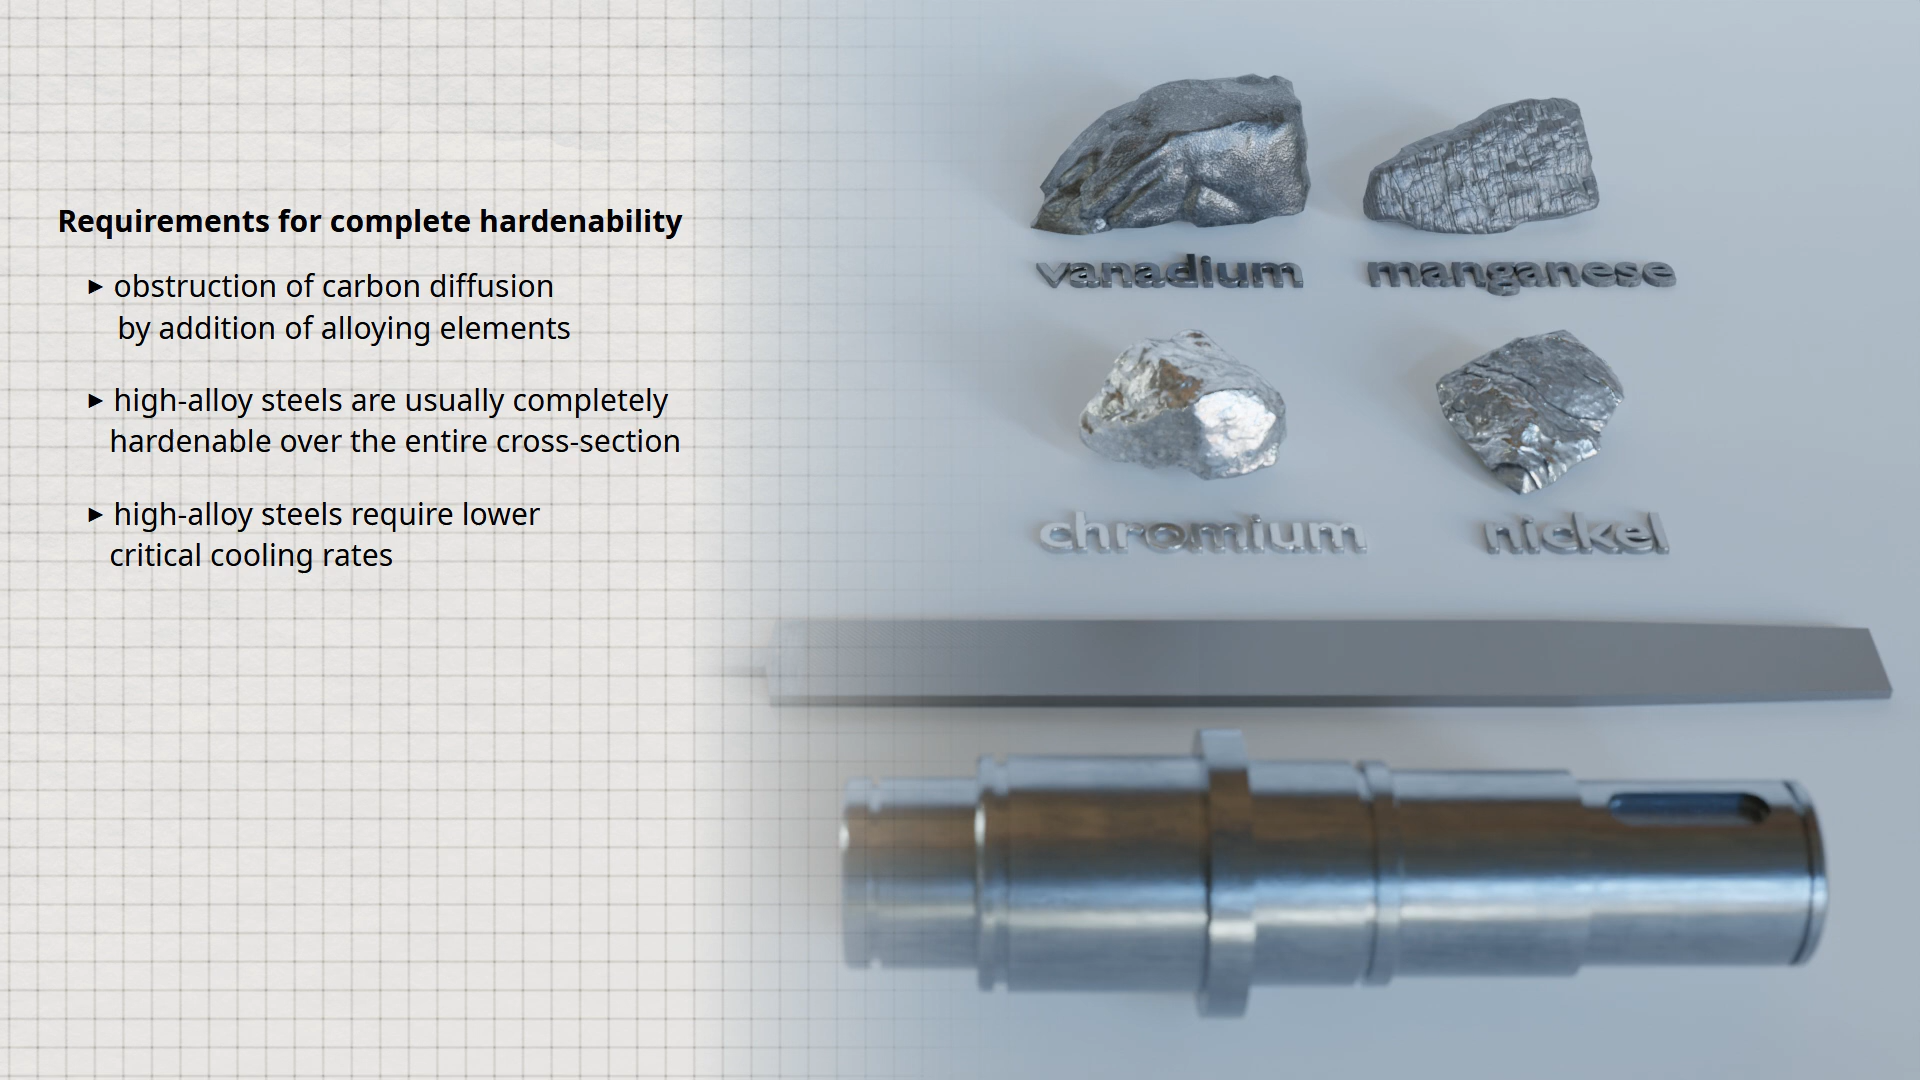 Requirements for complete hardenability
► obstruction of carbon diffusion
by addition of alloying elements
► high-alloy steels are usually completely
hardenable over the entire cross-section
► high-alloy steels require lower
critical cooling rates
vanadium
manganese
chromium
nickel